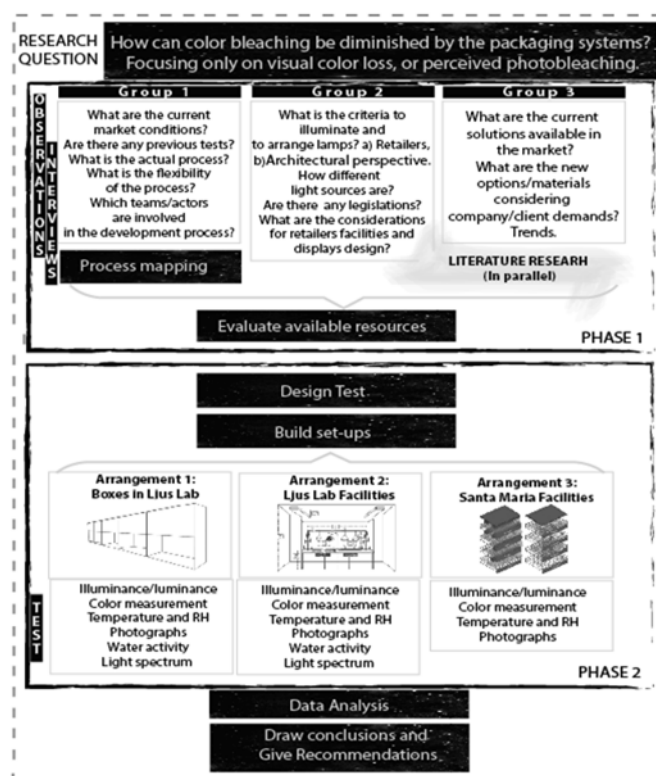 RESEARCH
QUESTION
How can color bleaching be diminished by the packaging systems?
Focusing only on visual color loss, or perceived photobleaching.
OBSERVATIONS
INTERVIEWS
Group 1
What are the current
market conditions?
Are there any previous tests?
What is the actual process?
What is the flexibility
of the process?
Which teams/actors
are involved
in the development process?
Process mapping
Group 2
What is the criteria to
illuminate and
to arrange lamps? a) Retailers,
b)Architectural perspective.
How different
light sources are?
Are there any legislations?
What are the considerations
for retailers facilities and
displays design?
Group 3
What are the current
solutions available in
the market?
What are the new
options/materials
considering
company/client demands?
Trends.
LITERATURE RESEARH
(In parallel)
Evaluate available resources
PHASE 1
Design Test
Build set-ups
TEST
Arrangement 1:
Boxes in Ljus Lab
Illuminance/luminance
Color measurement
Temperature and RH
Photographs
Water activity
Light spectrum
Arrangement 2:
Ljus Lab Facilities
Illuminance/luminance
Color measurement
Temperature and RH
Photographs
Water activity
Light spectrum
Arrangement 3:
Santa Maria Facilities
Illuminance/luminance
Color measurement
Temperature and RH
Photographs
PHASE 2
Data Analysis
Draw conclusions and
Give Recommendations